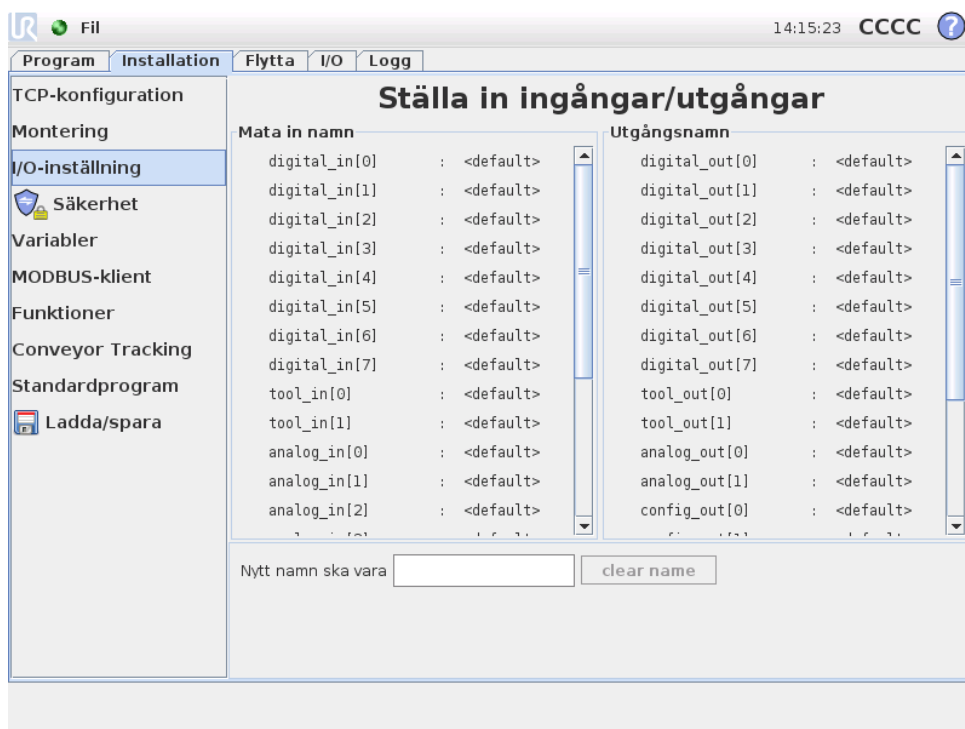 UR Fil 14:15:23 CCCC ?
Program Installation Flytta I/O Logg
TCP-konfiguration
Montering
I/O-inställning
Säkerhet
Variabler
MODBUS-klient
Funktioner
Conveyor Tracking
Standardprogram
Ladda/spara
Ställa in ingångar/utgångar
Mata in namn
digital_in[0] : <default>
digital_in[1] : <default>
digital_in[2] : <default>
digital_in[3] : <default>
digital_in[4] : <default>
digital_in[5] : <default>
digital_in[6] : <default>
digital_in[7] : <default>
tool_in[0] : <default>
tool_in[1] : <default>
analog_in[0] : <default>
analog_in[1] : <default>
analog_in[2] : <default>
Utgångsnamn
digital_out[0] : <default>
digital_out[1] : <default>
digital_out[2] : <default>
digital_out[3] : <default>
digital_out[4] : <default>
digital_out[5] : <default>
digital_out[6] : <default>
digital_out[7] : <default>
tool_out[0] : <default>
tool_out[1] : <default>
analog_out[0] : <default>
analog_out[1] : <default>
config_out[0] : <default>
Nytt namn ska vara clear name